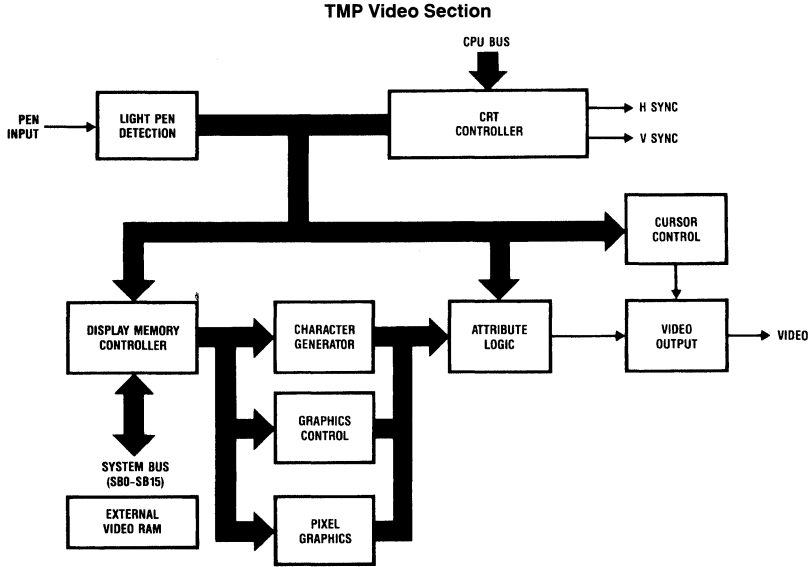 TMP Video Section
CPU BUS
PEN
INPUT
LIGHT PEN
DETECTION
CRT
CONTROLLER
H SYNC
V SYNC
CURSOR
CONTROL
DISPLAY MEMORY
CONTROLLER
CHARACTER
GENERATOR
ATTRIBUTE
LOGIC
VIDEO
OUTPUT
VIDEO
GRAPHICS
CONTROL
SYSTEM BUS
(SB0-SB15)
EXTERNAL
VIDEO RAM
PIXEL
GRAPHICS